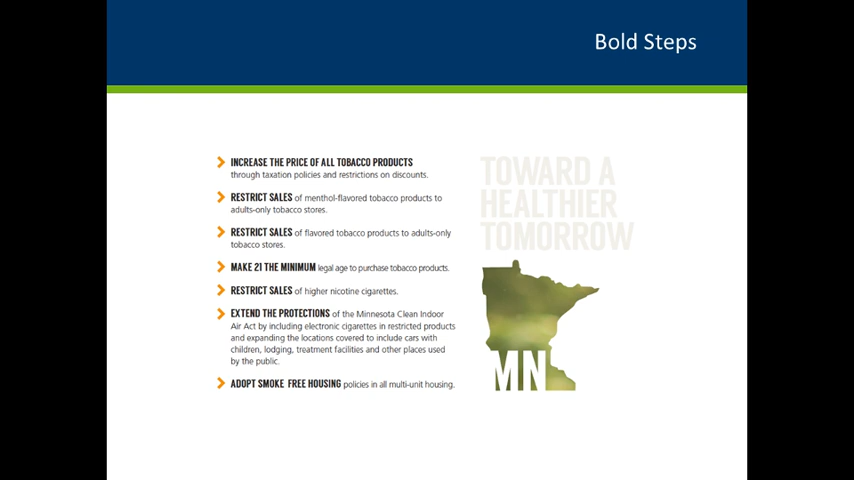 Bold Steps
INCREASE THE PRICE OF ALL TOBACCO PRODUCTS
through taxation policies and restrictions on discounts.
RESTRICT SALES of menthol-flavored tobacco products to
adults-only tobacco stores.
RESTRICT SALES of flavored tobacco products to adults-only
tobacco stores.
MAKE 21 THE MINIMUM legal age to purchase tobacco products.
RESTRICT SALES of higher nicotine cigarettes.
EXTEND THE PROTECTIONS of the Minnesota Clean Indoor
Air Act by including electronic cigarettes in restricted products
and expanding the locations covered to include cars with
children, lodging, treatment facilities and other places used
by the public.
ADOPT SMOKE FREE HOUSING policies in all multi-unit housing.
TOWARD A
HEALTHIER
TOMORROW
MN